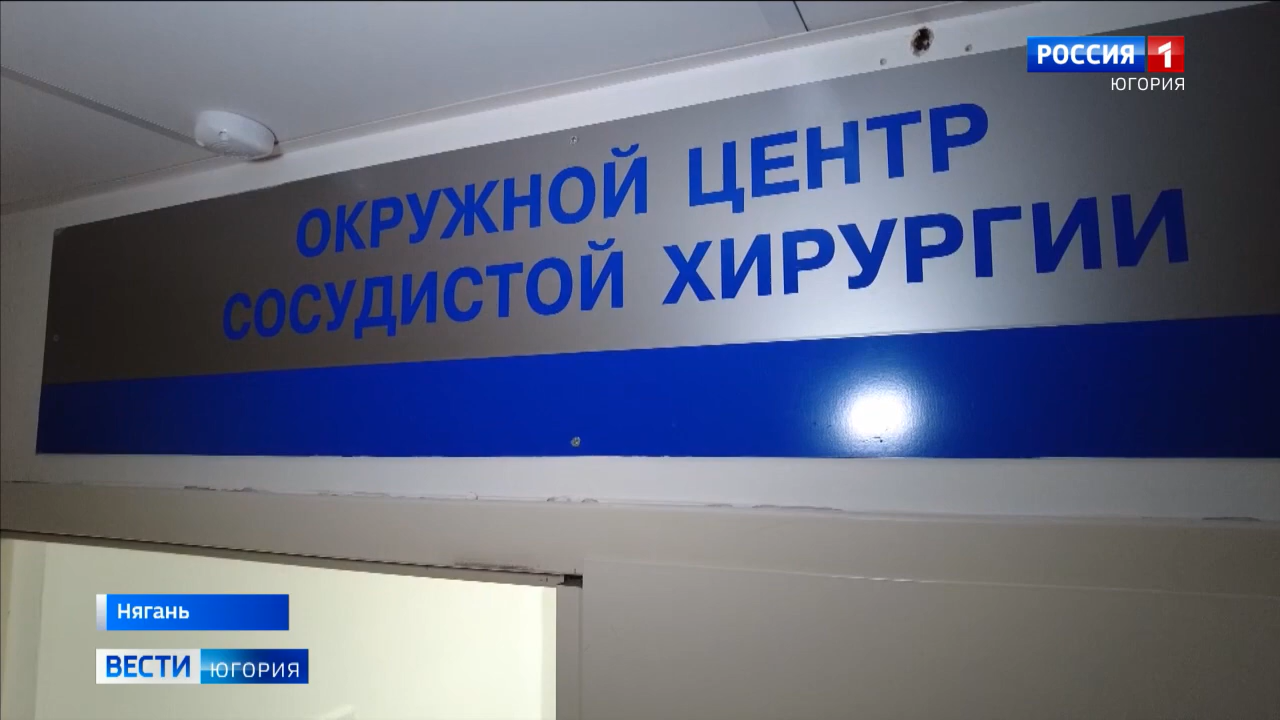 РОССИЯ 1
ЮГОРИЯ
ОКРУЖНОЙ ЦЕНТР
СОСУДИСТОЙ ХИРУРГИИ
Нягань
ВЕСТИ ЮГОРИЯ